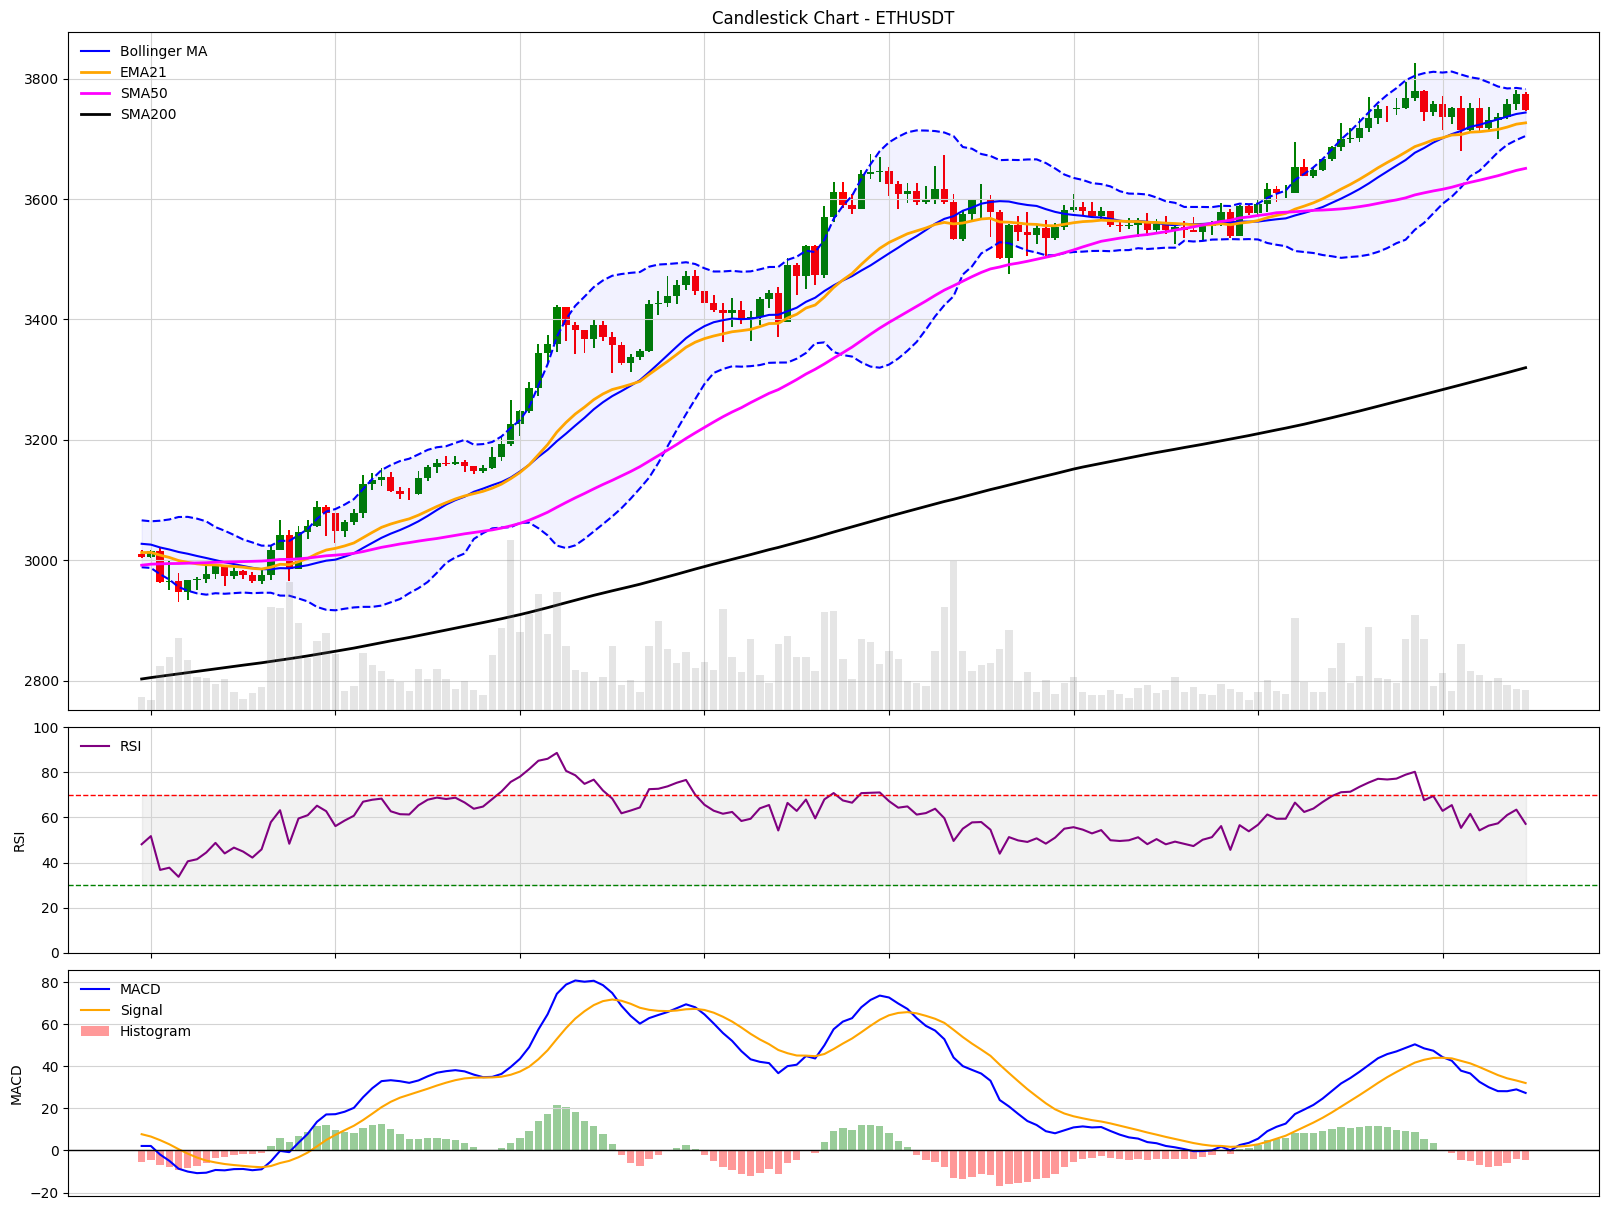 Candlestick Chart - ETHUSDT
Bollinger MA
EMA21
SMA50
SMA200
3800
3600
3400
3200
3000
2800
RSI
RSI
100
80
60
40
20
0
MACD
Signal
Histogram
MACD
80
60
40
20
0
−20